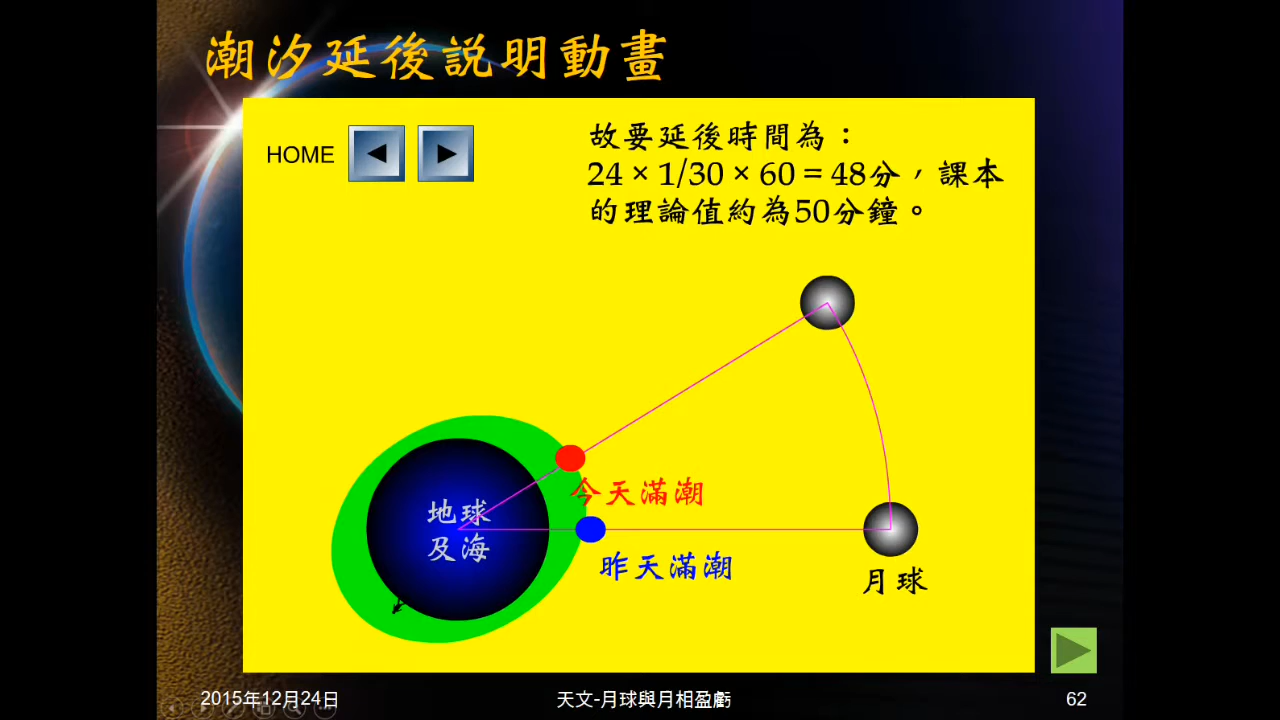 潮汐延後説明動畫
HOME
故要延後時間為：
24 × 1/30 × 60 = 48分，課本
的理論值約為50分鐘。
今天滿潮
地球
及海
昨天滿潮
月球
2015年12月24日
天文-月球與月相盈虧
62